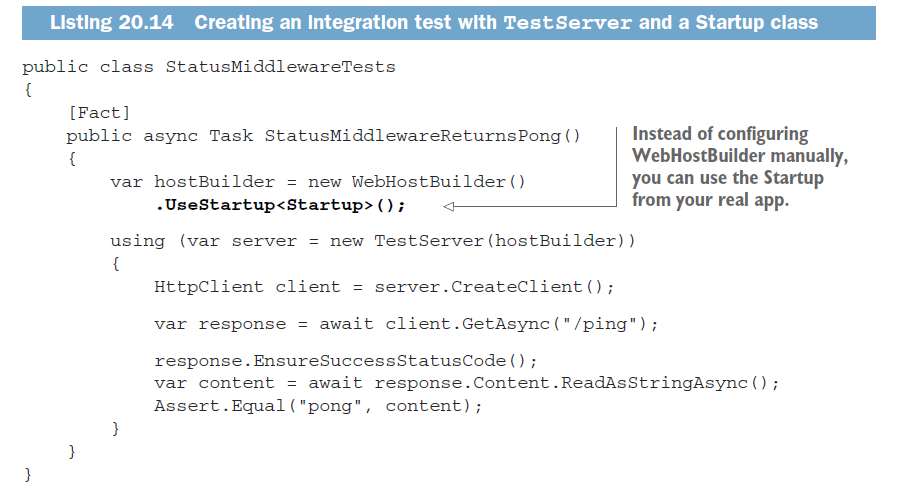 Listing 20.14 Creating an integration test with TestServer and a Startup class
public class StatusMiddlewareTests
{
[Fact]
public async Task StatusMiddlewareReturnsPong()
{
var hostBuilder = new WebHostBuilder()
.UseStartup<Startup>();
Instead of configuring
WebHostBuilder manually,
you can use the Startup
from your real app.
using (var server = new TestServer(hostBuilder))
{
HttpClient client = server.CreateClient();
var response = await client.GetAsync("/ping");
response.EnsureSuccessStatusCode();
var content = await response.Content.ReadAsStringAsync();
Assert.Equal("pong", content);
}
}
}